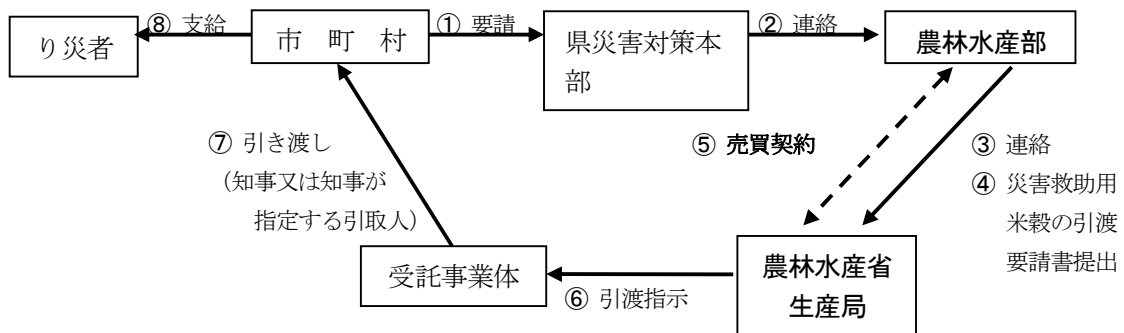 り災者
⑧ 支給
市 町 村
① 要請
県災害対策本
部
② 連絡
農林水産部
⑦ 引き渡し
（知事又は知事が
指定する引取人）
⑤ 売買契約
③ 連絡
④ 災害救助用
米穀の引渡
要請書提出
受託事業体
⑥ 引渡指示
農林水産省
生産局